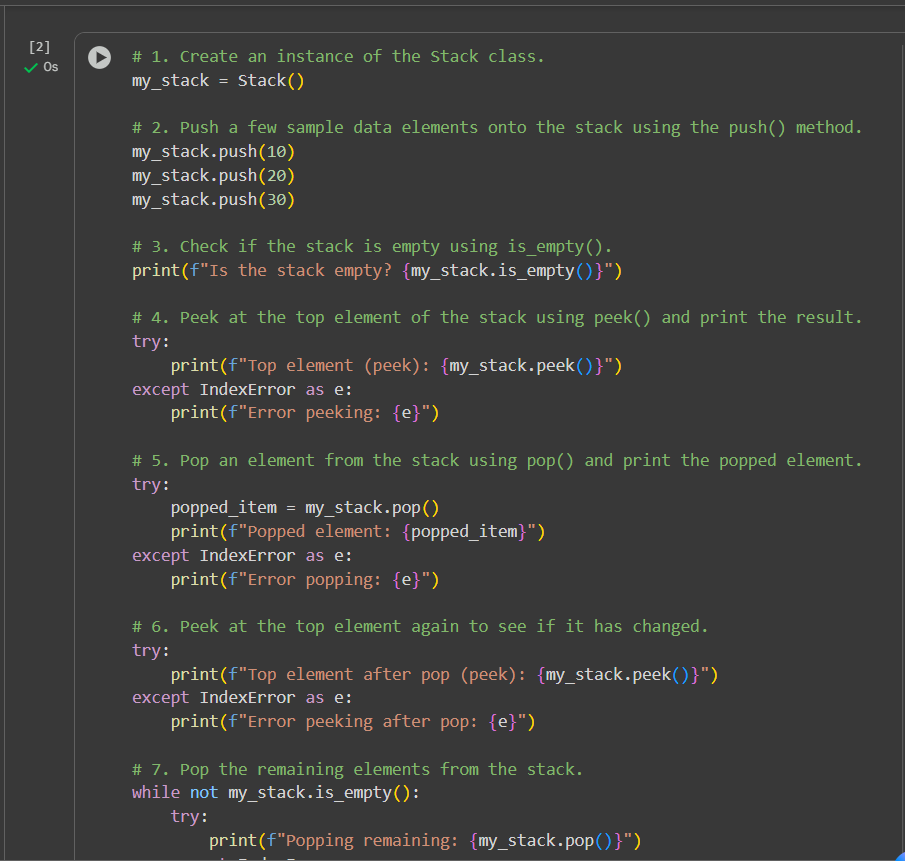 [2]
0s
# 1. Create an instance of the Stack class.
my_stack = Stack()

# 2. Push a few sample data elements onto the stack using the push() method.
my_stack.push(10)
my_stack.push(20)
my_stack.push(30)

# 3. Check if the stack is empty using is_empty().
print(f"Is the stack empty? {my_stack.is_empty()}")

# 4. Peek at the top element of the stack using peek() and print the result.
try:
    print(f"Top element (peek): {my_stack.peek()}")
except IndexError as e:
    print(f"Error peeking: {e}")

# 5. Pop an element from the stack using pop() and print the popped element.
try:
    popped_item = my_stack.pop()
    print(f"Popped element: {popped_item}")
except IndexError as e:
    print(f"Error popping: {e}")

# 6. Peek at the top element again to see if it has changed.
try:
    print(f"Top element after pop (peek): {my_stack.peek()}")
except IndexError as e:
    print(f"Error peeking after pop: {e}")

# 7. Pop the remaining elements from the stack.
while not my_stack.is_empty():
    try:
        print(f"Popping remaining: {my_stack.pop()}")